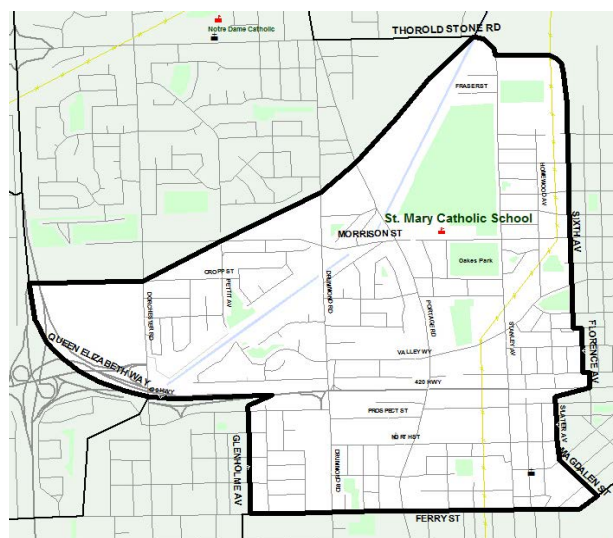 Notre Dame Catholic
THOROLD STONE RD
FRASER ST
HOMEWOOD AV
SIXTH AV
St. Mary Catholic School
MORRISON ST
Oakes Park
CROPP ST
PETTIT AV
DRUMMOND RD
DORCHESTER RD
PORTAGE RD
STANLEY AV
QUEEN ELIZABETH WAY
VALLEY WY
FLORENCE AV
420 HWY
PROSPECT ST
SLATER AV
NORTH ST
GLENHOLME AV
DRUMMOND RD
MAGDALEN ST
FERRY ST